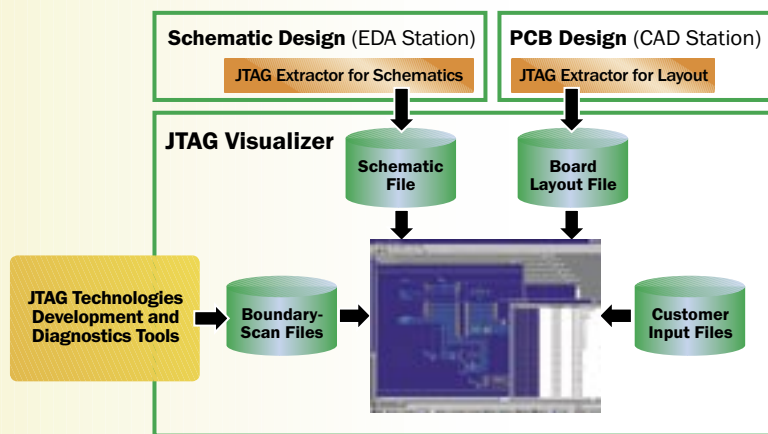 Schematic Design (EDA Station)
JTAG Extractor for Schematics
PCB Design (CAD Station)
JTAG Extractor for Layout
JTAG Visualizer
Schematic
File
Board
Layout File
JTAG Technologies
Development and
Diagnostics Tools
Boundary-
Scan Files
Customer
Input Files